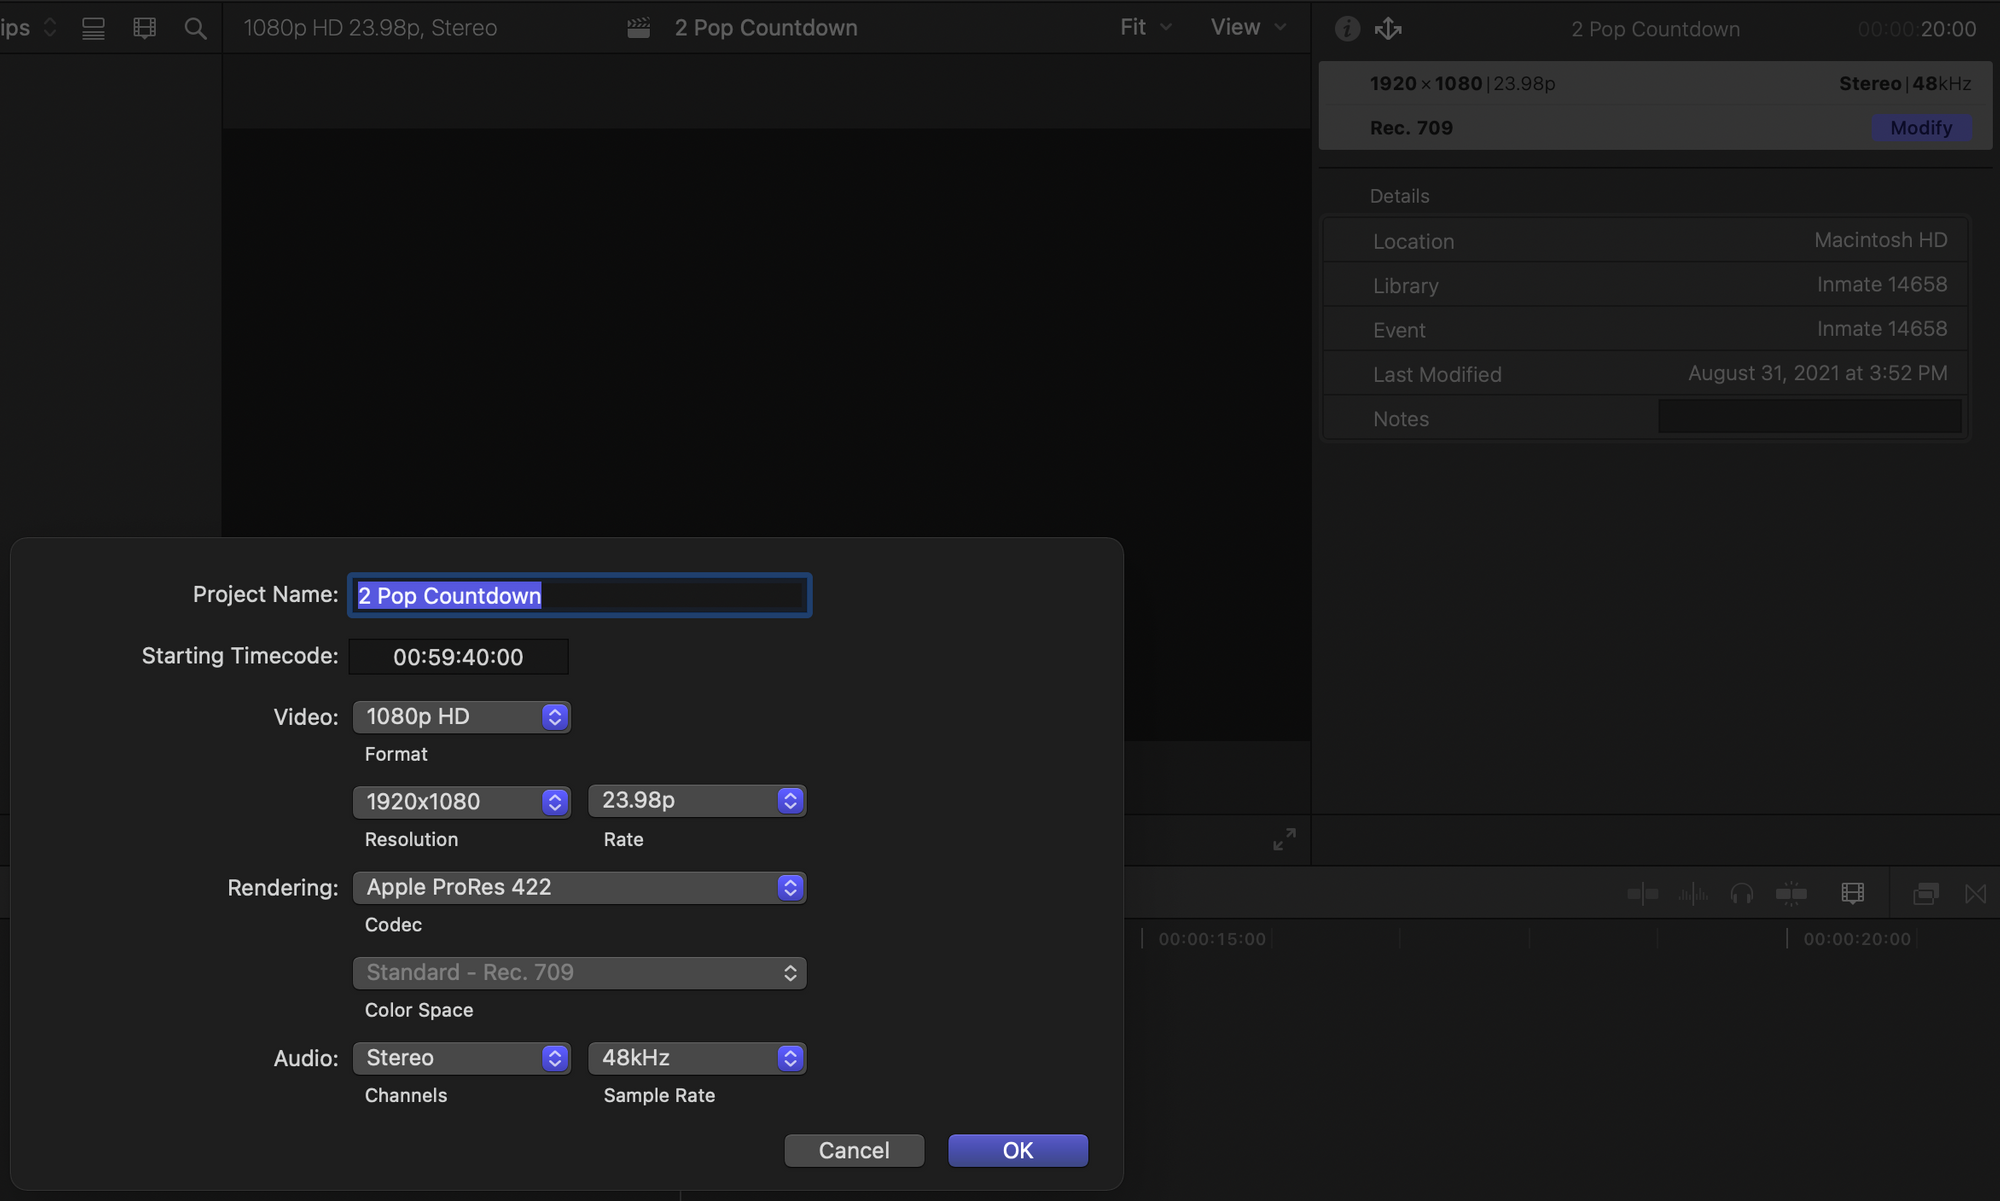 ips
1080p HD 23.98p, Stereo
2 Pop Countdown
Fit
View
2 Pop Countdown
00:00:20:00
1920 × 1080 | 23.98p
Stereo | 48kHz
Rec. 709
Modify
Details
Location
Macintosh HD
Library
Inmate 14658
Event
Inmate 14658
Last Modified
August 31, 2021 at 3:52 PM
Notes
Project Name:
2 Pop Countdown
Starting Timecode:
00:59:40:00
Video:
1080p HD
Format
1920x1080
23.98p
Resolution
Rate
Rendering:
Apple ProRes 422
Codec
Standard - Rec. 709
Color Space
Audio:
Stereo
48kHz
Channels
Sample Rate
Cancel
OK
00:00:15:00
00:00:20:00